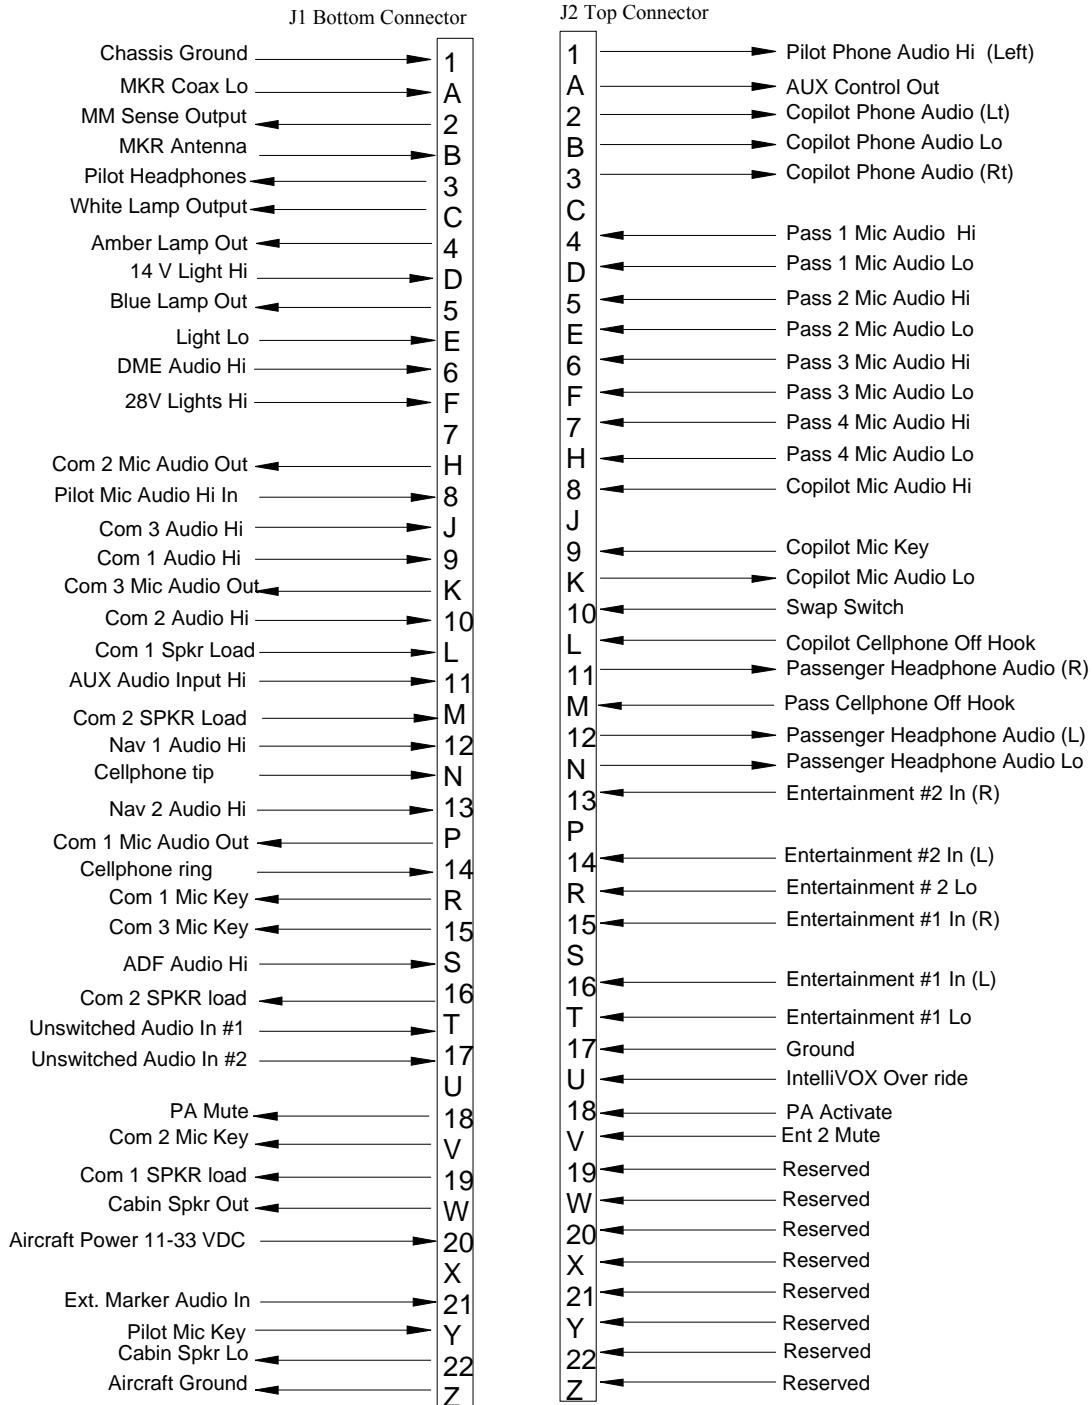 J1 Bottom Connector
Chassis Ground 1
MKR Coax Lo A
MM Sense Output 2
MKR Antenna B
Pilot Headphones 3
White Lamp Output C
Amber Lamp Out 4
14 V Light Hi D
Blue Lamp Out 5
Light Lo E
DME Audio Hi 6
28V Lights Hi F
7
Com 2 Mic Audio Out H
Pilot Mic Audio Hi In 8
Com 3 Audio Hi J
Com 1 Audio Hi 9
Com 3 Mic Audio Out K
Com 2 Audio Hi 10
Com 1 Spkr Load L
AUX Audio Input Hi 11
Com 2 SPKR Load M
Nav 1 Audio Hi 12
Cellphone tip N
Nav 2 Audio Hi 13
Com 1 Mic Audio Out P
Cellphone ring 14
Com 1 Mic Key R
Com 3 Mic Key 15
ADF Audio Hi S
Com 2 SPKR load 16
Unswitched Audio In #1 T
Unswitched Audio In #2 17
U
PA Mute 18
Com 2 Mic Key V
Com 1 SPKR load 19
Cabin Spkr Out W
Aircraft Power 11-33 VDC 20
X
Ext. Marker Audio In 21
Pilot Mic Key Y
Cabin Spkr Lo 22
Aircraft Ground Z
J2 Top Connector
1 Pilot Phone Audio Hi (Left)
A AUX Control Out
2 Copilot Phone Audio (Lt)
B Copilot Phone Audio Lo
3 Copilot Phone Audio (Rt)
C
4 Pass 1 Mic Audio Hi
D Pass 1 Mic Audio Lo
5 Pass 2 Mic Audio Hi
E Pass 2 Mic Audio Lo
6 Pass 3 Mic Audio Hi
F Pass 3 Mic Audio Lo
7 Pass 4 Mic Audio Hi
H Pass 4 Mic Audio Lo
8 Copilot Mic Audio Hi
J
9 Copilot Mic Key
K Copilot Mic Audio Lo
10 Swap Switch
L Copilot Cellphone Off Hook
11 Passenger Headphone Audio (R)
M Pass Cellphone Off Hook
12 Passenger Headphone Audio (L)
N Passenger Headphone Audio Lo
13 Entertainment #2 In (R)
P
14 Entertainment #2 In (L)
R Entertainment # 2 Lo
15 Entertainment #1 In (R)
S
16 Entertainment #1 In (L)
T Entertainment #1 Lo
17 Ground
U IntelliVOX Over ride
18 PA Activate
V Ent 2 Mute
19 Reserved
W Reserved
20 Reserved
X Reserved
21 Reserved
Y Reserved
22 Reserved
Z Reserved